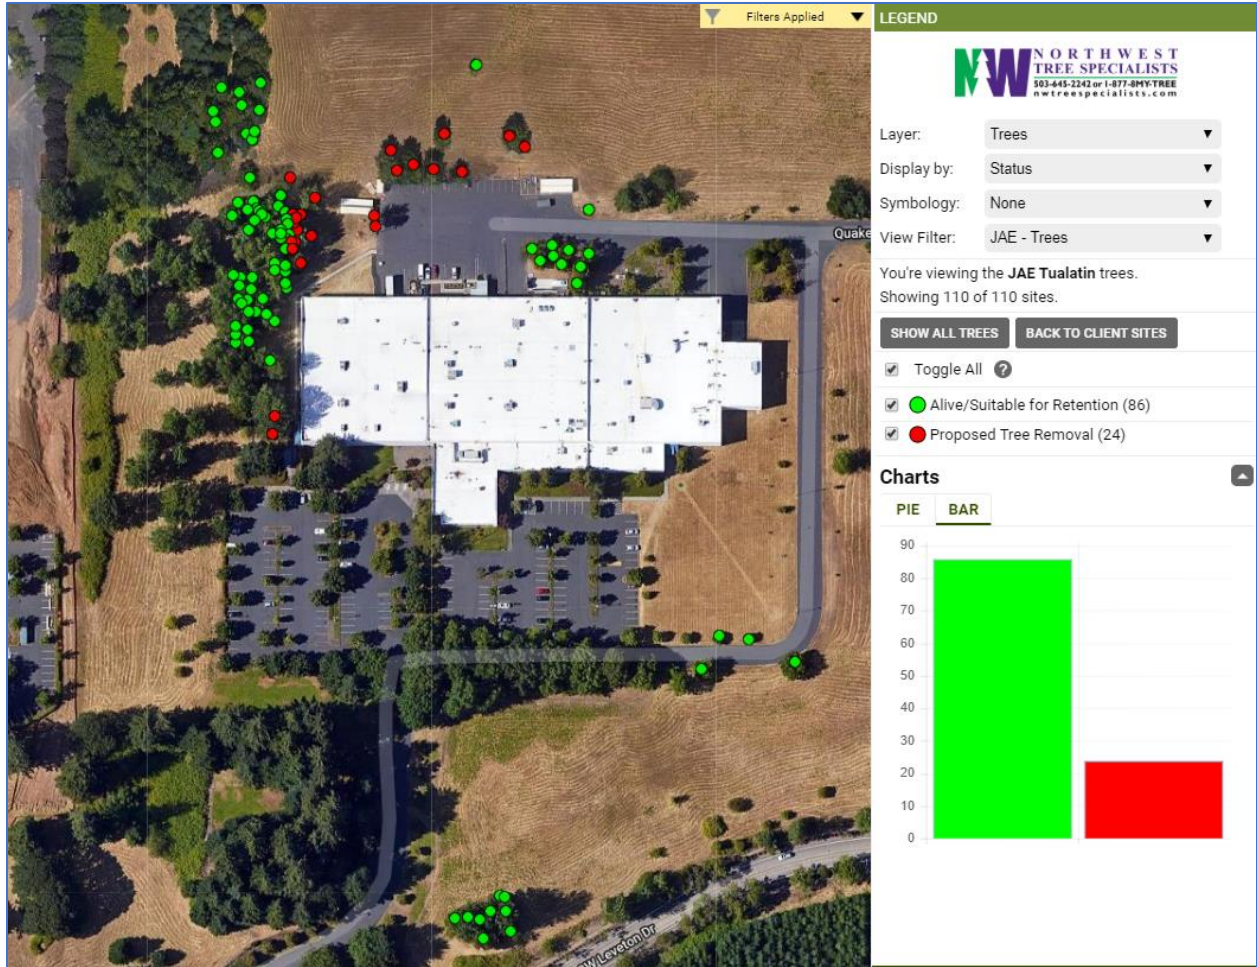 Filters Applied ▼
Quake
W Leveton Dr
LEGEND
NW NORTHWEST
TREE SPECIALISTS
503-645-2242 or 1-877-8MY-TREE
nwtreespecialists.com
Layer: Trees ▼
Display by: Status ▼
Symbology: None ▼
View Filter: JAE - Trees ▼
You're viewing the JAE Tualatin trees.
Showing 110 of 110 sites.
SHOW ALL TREES BACK TO CLIENT SITES
Toggle All ?
Alive/Suitable for Retention (86)
Proposed Tree Removal (24)
Charts
PIE BAR
90
80
70
60
50
40
30
20
10
0